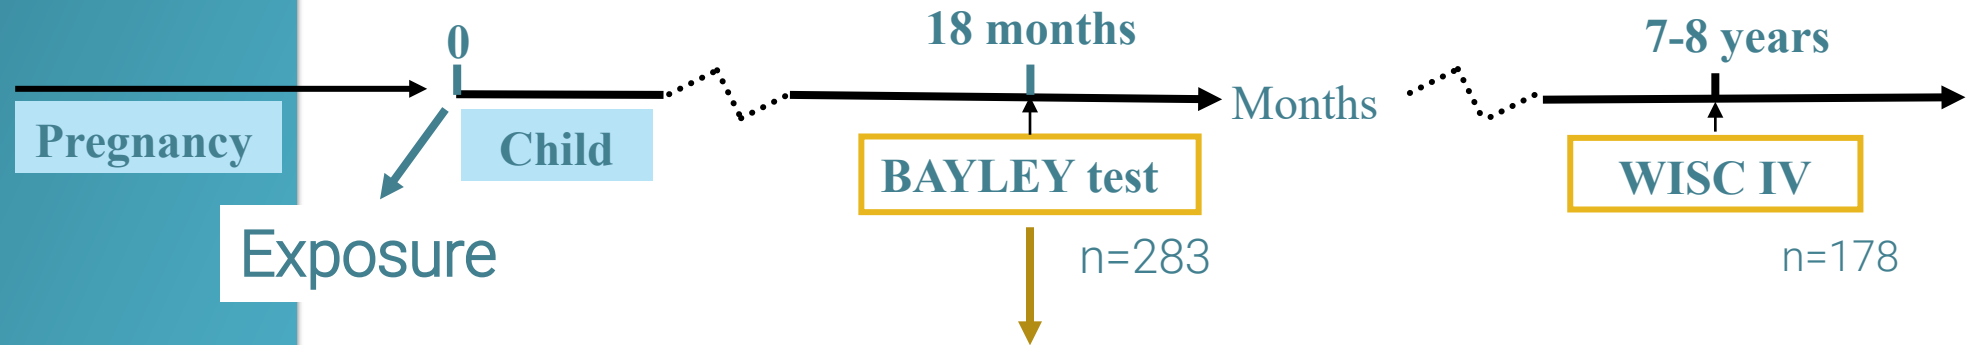 0
18 months
7-8 years
Pregnancy
Child
Months
BAYLEY test
WISC IV
Exposure
n=283
n=178